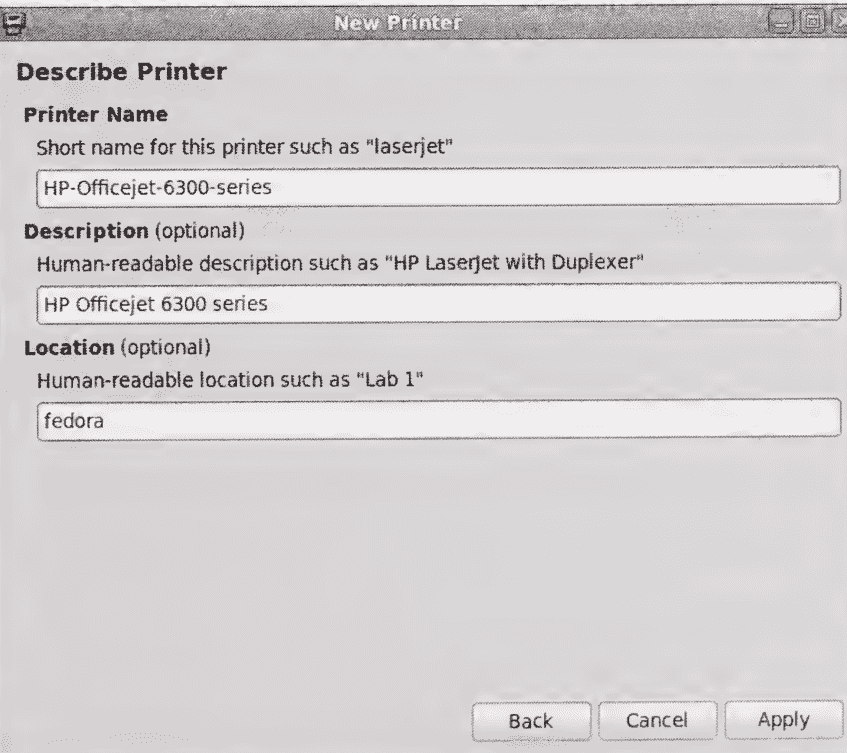 New Printer
Describe Printer
Printer Name
Short name for this printer such as "laserjet"
HP-Officejet-6300-series
Description (optional)
Human-readable description such as "HP LaserJet with Duplexer"
HP Officejet 6300 series
Location (optional)
Human-readable location such as "Lab 1"
fedora
Back Cancel Apply